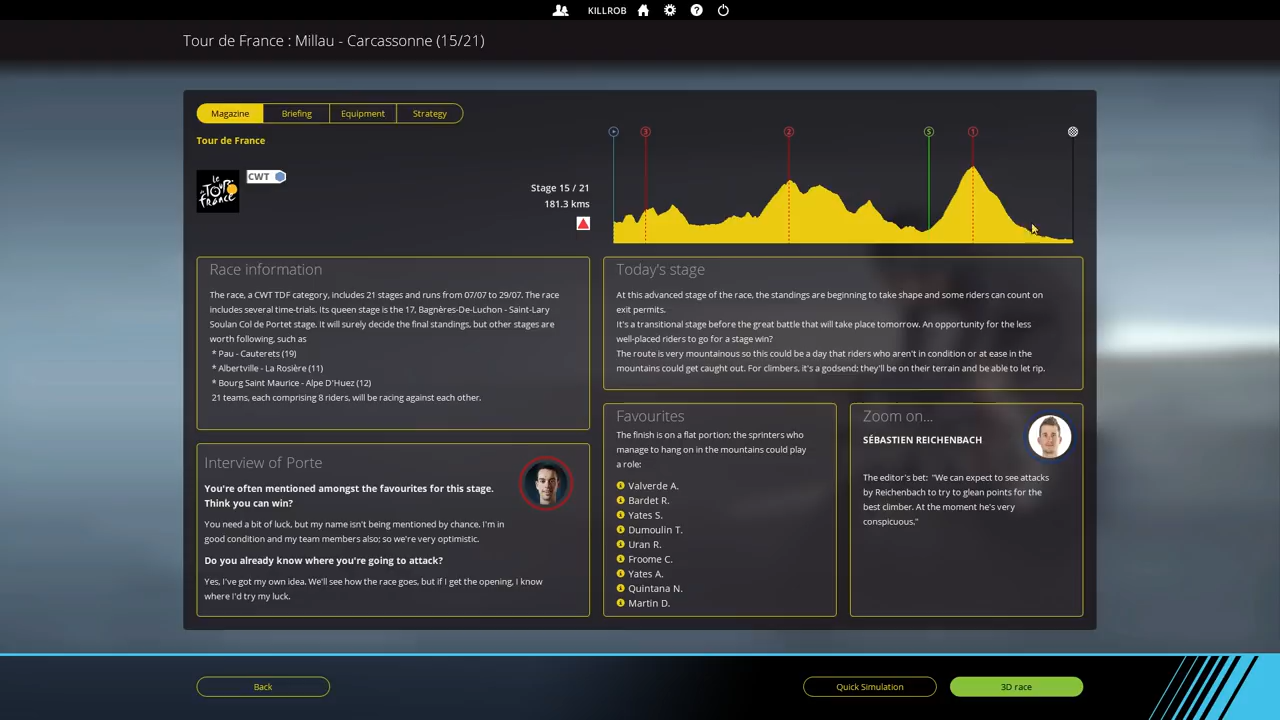 KILLROB
Tour de France : Millau - Carcassonne (15/21)
Magazine
Briefing
Equipment
Strategy
Tour de France
le
TOUR
FRANCE
CWT
Stage 15 / 21
181.3 kms
3
2
S
1
Race information
The race, a CWT TDF category, includes 21 stages and runs from 07/07 to 29/07. The race
includes several time-trials. Its queen stage is the 17, Bagnères-De-Luchon - Saint-Lary
Soulan Col de Portet stage. It will surely decide the final standings, but other stages are
worth following, such as
* Pau - Cauterets (19)
* Albertville - La Rosière (11)
* Bourg Saint Maurice - Alpe D'Huez (12)
21 teams, each comprising 8 riders, will be racing against each other.
Today's stage
At this advanced stage of the race, the standings are beginning to take shape and some riders can count on
exit permits.
It's a transitional stage before the great battle that will take place tomorrow. An opportunity for the less
well-placed riders to go for a stage win?
The route is very mountainous so this could be a day that riders who aren't in condition or at ease in the
mountains could get caught out. For climbers, it's a godsend; they'll be on their terrain and be able to let rip.
Interview of Porte
You're often mentioned amongst the favourites for this stage.
Think you can win?
You need a bit of luck, but my name isn't being mentioned by chance. I'm in
good condition and my team members also; so we're very optimistic.
Do you already know where you're going to attack?
Yes, I've got my own idea. We'll see how the race goes, but if I get the opening, I know
where I'd try my luck.
Favourites
The finish is on a flat portion; the sprinters who
manage to hang on in the mountains could play
a role:
Valverde A.
Bardet R.
Yates S.
Dumoulin T.
Uran R.
Froome C.
Yates A.
Quintana N.
Martin D.
Zoom on...
SÉBASTIEN REICHENBACH
The editor's bet: "We can expect to see attacks
by Reichenbach to try to glean points for the
best climber. At the moment he's very
conspicuous."
Back
Quick Simulation
3D race